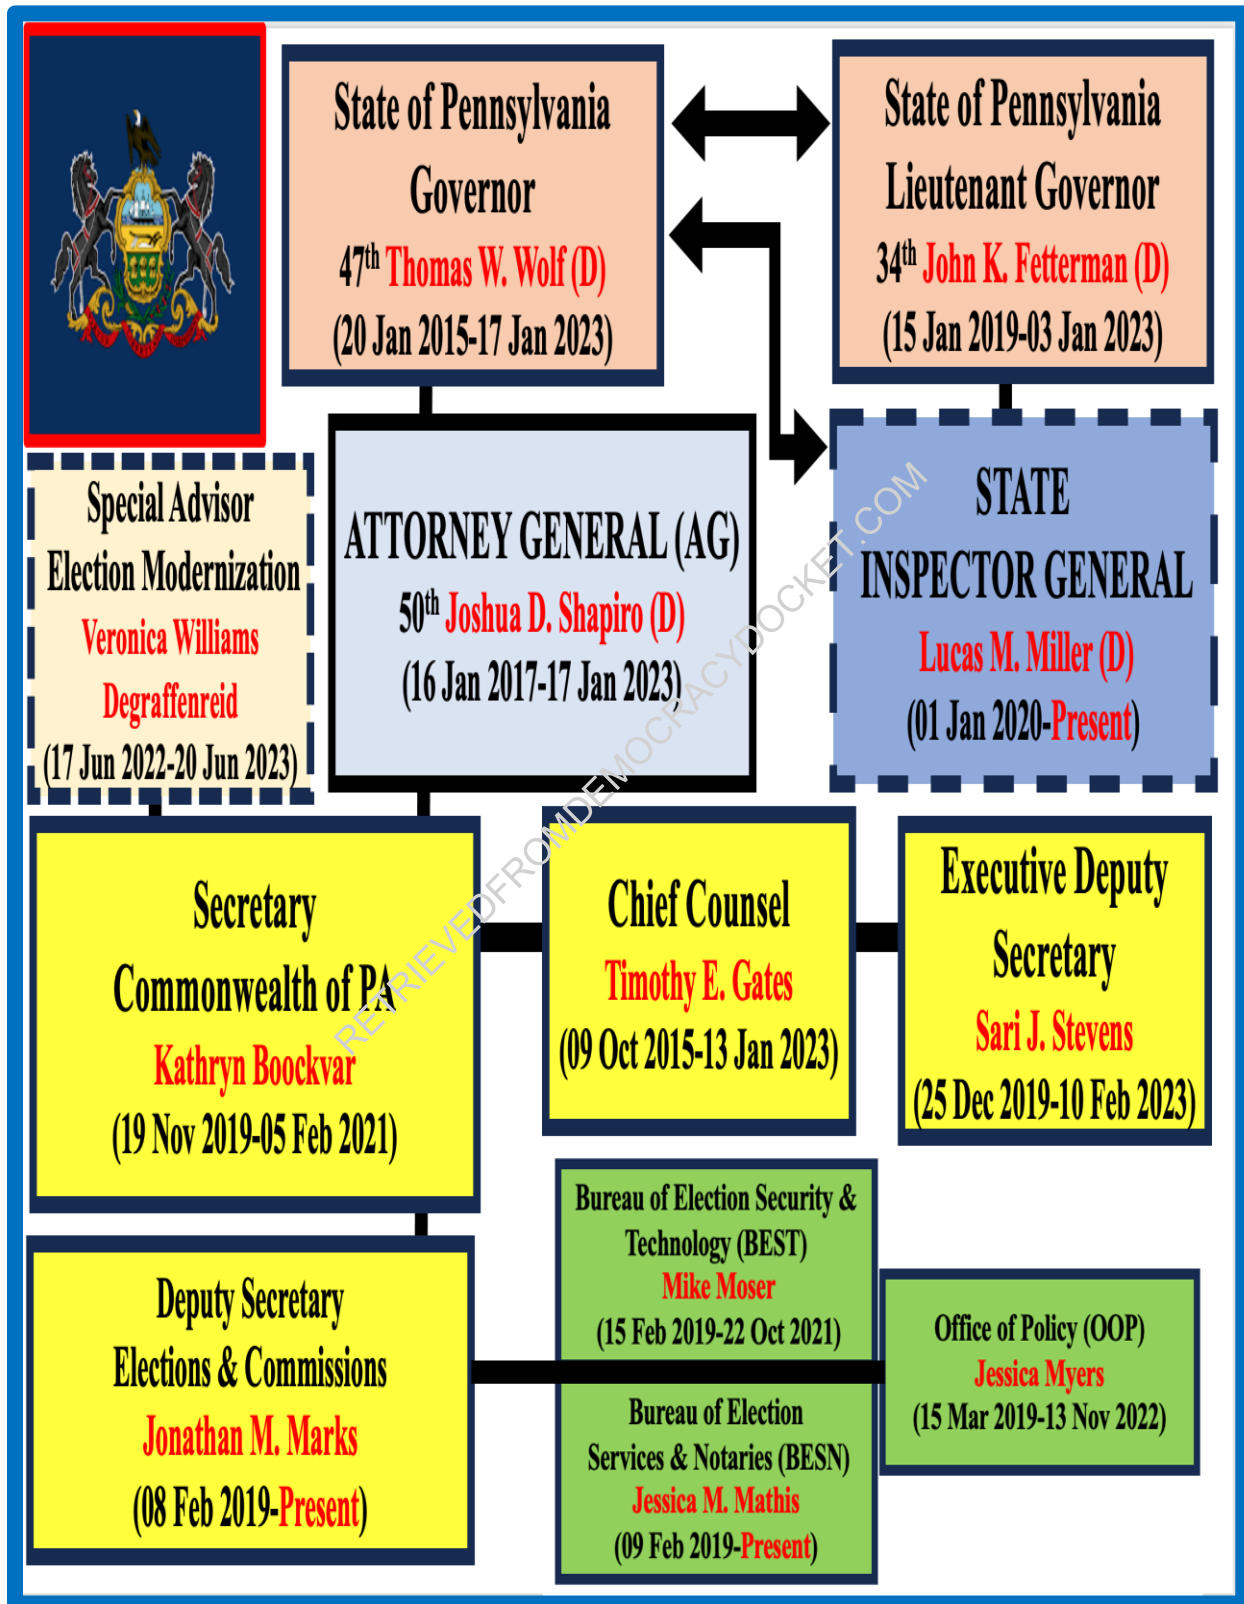 State of Pennsylvania
Governor
47th Thomas W. Wolf (D)
(20 Jan 2015-17 Jan 2023)
State of Pennsylvania
Lieutenant Governor
34th John K. Fetterman (D)
(15 Jan 2019-03 Jan 2023)
Special Advisor
Election Modernization
Veronica Williams
Degraffenreid
(17 Jun 2022-20 Jun 2023)
ATTORNEY GENERAL (AG)
50th Joshua D. Shapiro (D)
(16 Jan 2017-17 Jan 2023)
STATE
INSPECTOR GENERAL
Lucas M. Miller (D)
(01 Jan 2020-Present)
Secretary
Commonwealth of PA
Kathryn Boockvar
(19 Nov 2019-05 Feb 2021)
Chief Counsel
Timothy E. Gates
(09 Oct 2015-13 Jan 2023)
Executive Deputy
Secretary
Sari J. Stevens
(25 Dec 2019-10 Feb 2023)
Deputy Secretary
Elections & Commissions
Jonathan M. Marks
(08 Feb 2019-Present)
Bureau of Election Security &
Technology (BEST)
Mike Moser
(15 Feb 2019-22 Oct 2021)
Bureau of Election
Services & Notaries (BESN)
Jessica M. Mathis
(09 Feb 2019-Present)
Office of Policy (OOP)
Jessica Myers
(15 Mar 2019-13 Nov 2022)
RETRIEVEDFROMDEMOCRACYDOCKET.COM